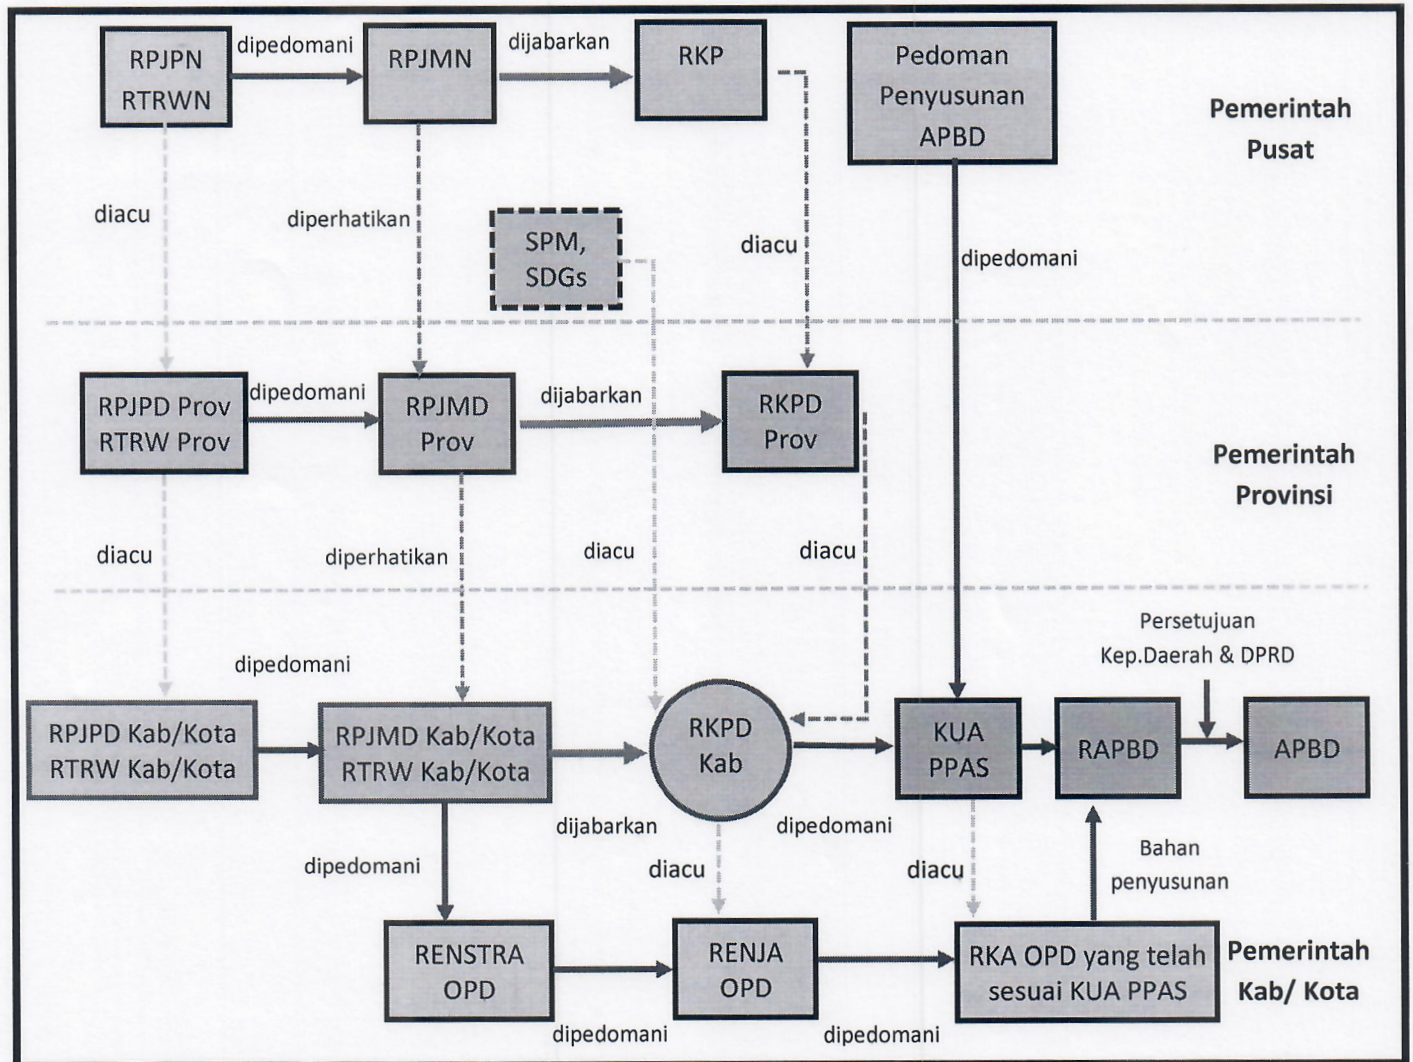 RPJPN
RTRWN
dipedomani
RPJMN
dijabarkan
RKP
Pedoman
Penyusunan
APBD
Pemerintah
Pusat
diacu
diperhatikan
SPM,
SDGs
diacu
dipedomani
RPJPD Prov
RTRW Prov
dipedomani
RPJMD
Prov
dijabarkan
RKPD
Prov
Pemerintah
Provinsi
diacu
diperhatikan
diacu
diacu
Persetujuan
Kep.Daerah & DPRD
dipedomani
RPJPD Kab/Kota
RTRW Kab/Kota
RPJMD Kab/Kota
RTRW Kab/Kota
RKPD
Kab
KUA
PPAS
RAPBD
APBD
dijabarkan
dipedomani
dipedomani
diacu
diacu
Bahan
penyusunan
RENSTRA
OPD
RENJA
OPD
RKA OPD yang telah
sesuai KUA PPAS
Pemerintah
Kab/ Kota
dipedomani
dipedomani